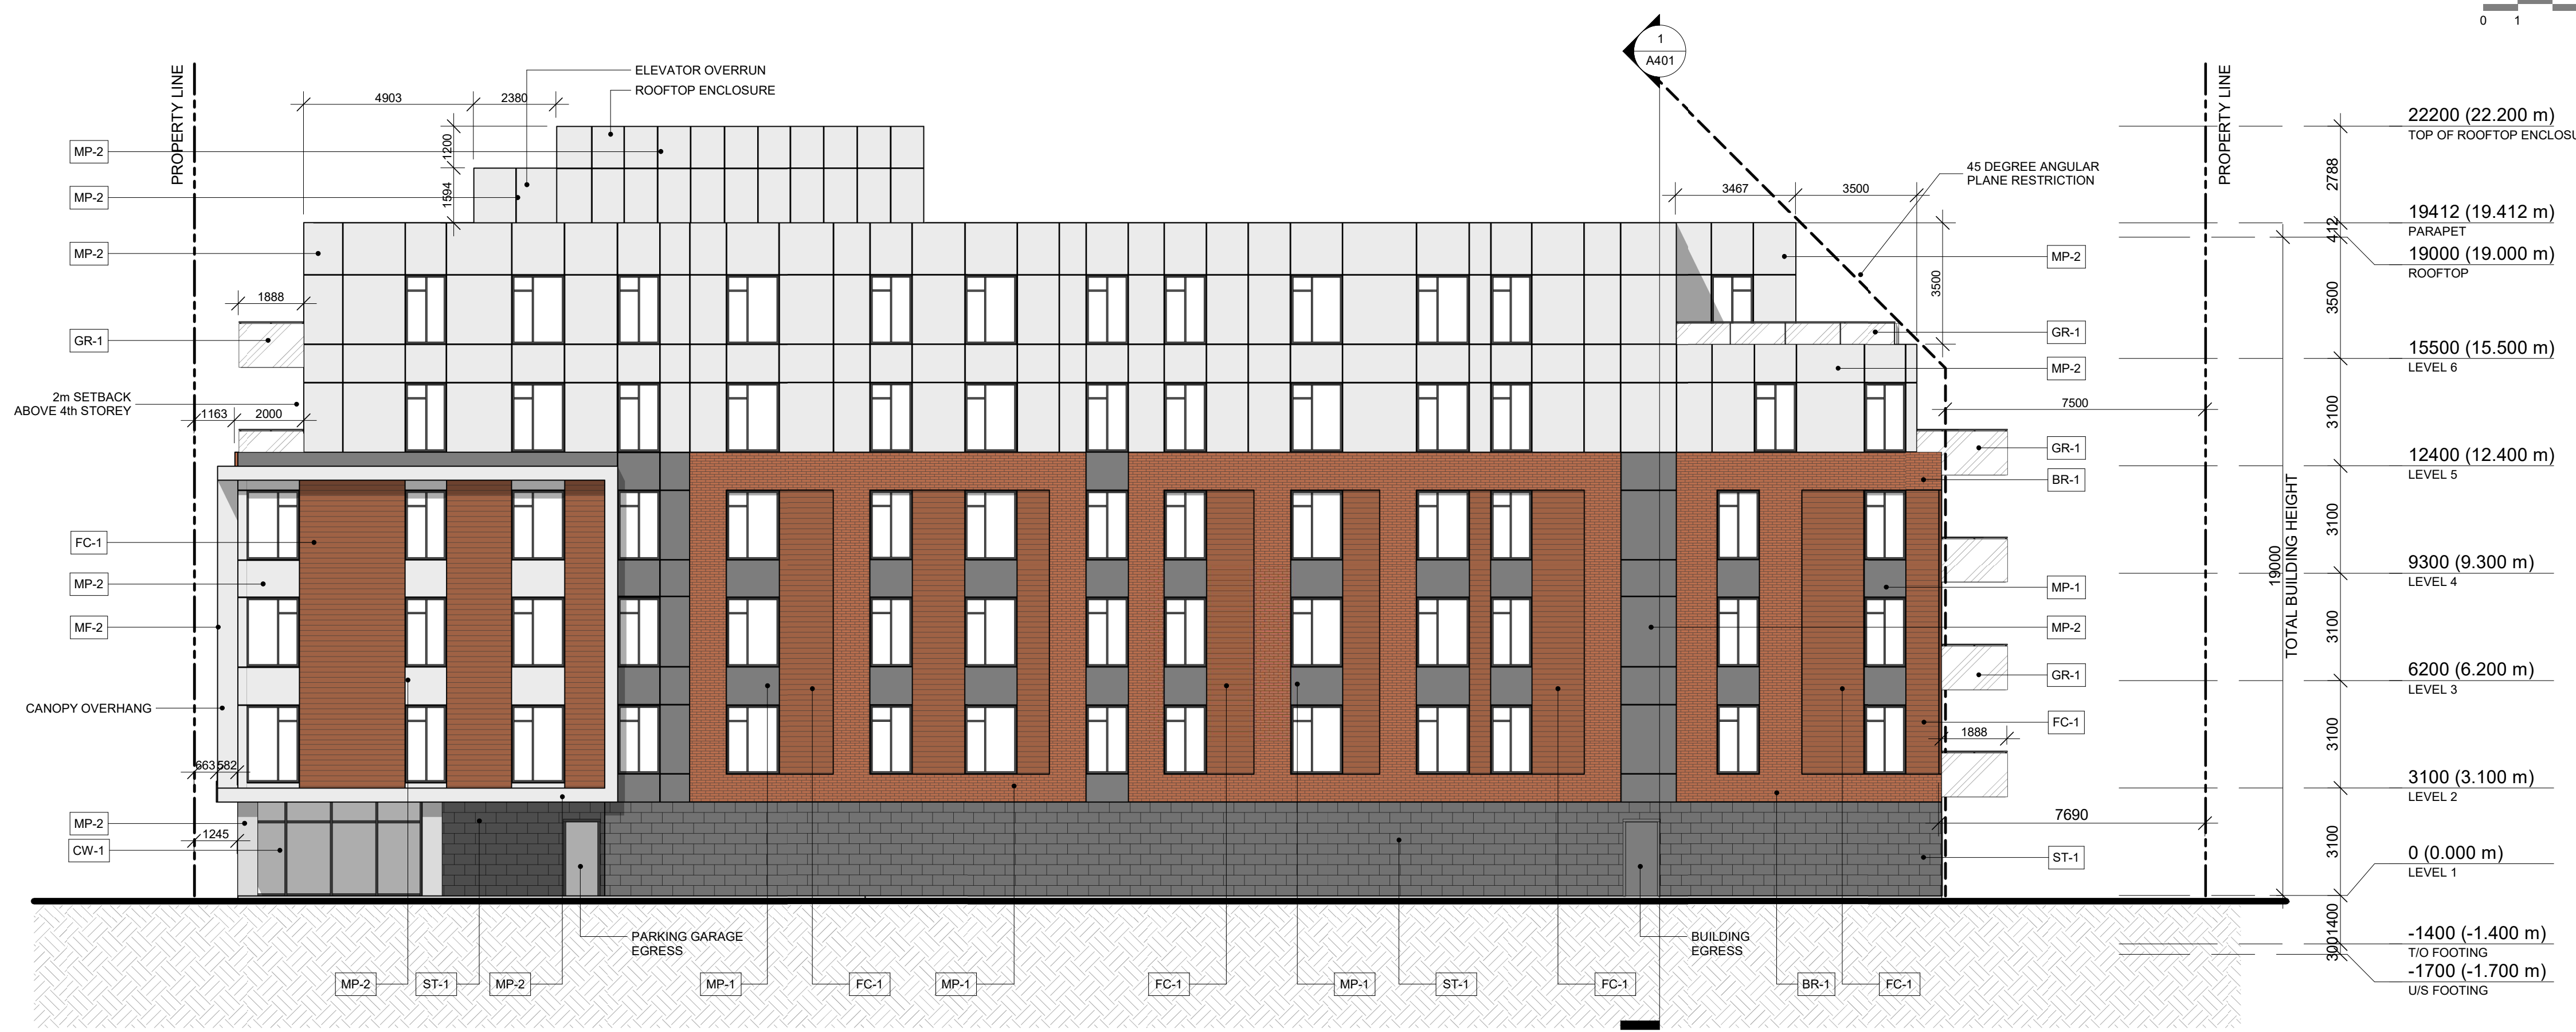 0 1
1
A401
PROPERTY LINE
ELEVATOR OVERRUN
ROOFTOP ENCLOSURE
4903
2380
1200
1594
MP-2
MP-2
MP-2
1888
GR-1
2m SETBACK
ABOVE 4th STOREY
1163
2000
FC-1
MP-2
MF-2
CANOPY OVERHANG
663
582
MP-2
1245
CW-1
3467
3500
3500
45 DEGREE ANGULAR
PLANE RESTRICTION
PROPERTY LINE
MP-2
GR-1
MP-2
7500
GR-1
BR-1
MP-1
MP-2
GR-1
FC-1
1888
7690
ST-1
PARKING GARAGE
EGRESS
BUILDING
EGRESS
MP-2
ST-1
MP-2
MP-1
FC-1
MP-1
FC-1
MP-1
ST-1
FC-1
BR-1
FC-1
19000
TOTAL BUILDING HEIGHT
2788
412
3500
3100
3100
3100
3100
3100
1400
300
22200 (22.200 m)
TOP OF ROOFTOP ENCLOSU
19412 (19.412 m)
PARAPET
19000 (19.000 m)
ROOFTOP
15500 (15.500 m)
LEVEL 6
12400 (12.400 m)
LEVEL 5
9300 (9.300 m)
LEVEL 4
6200 (6.200 m)
LEVEL 3
3100 (3.100 m)
LEVEL 2
0 (0.000 m)
LEVEL 1
-1400 (-1.400 m)
T/O FOOTING
-1700 (-1.700 m)
U/S FOOTING